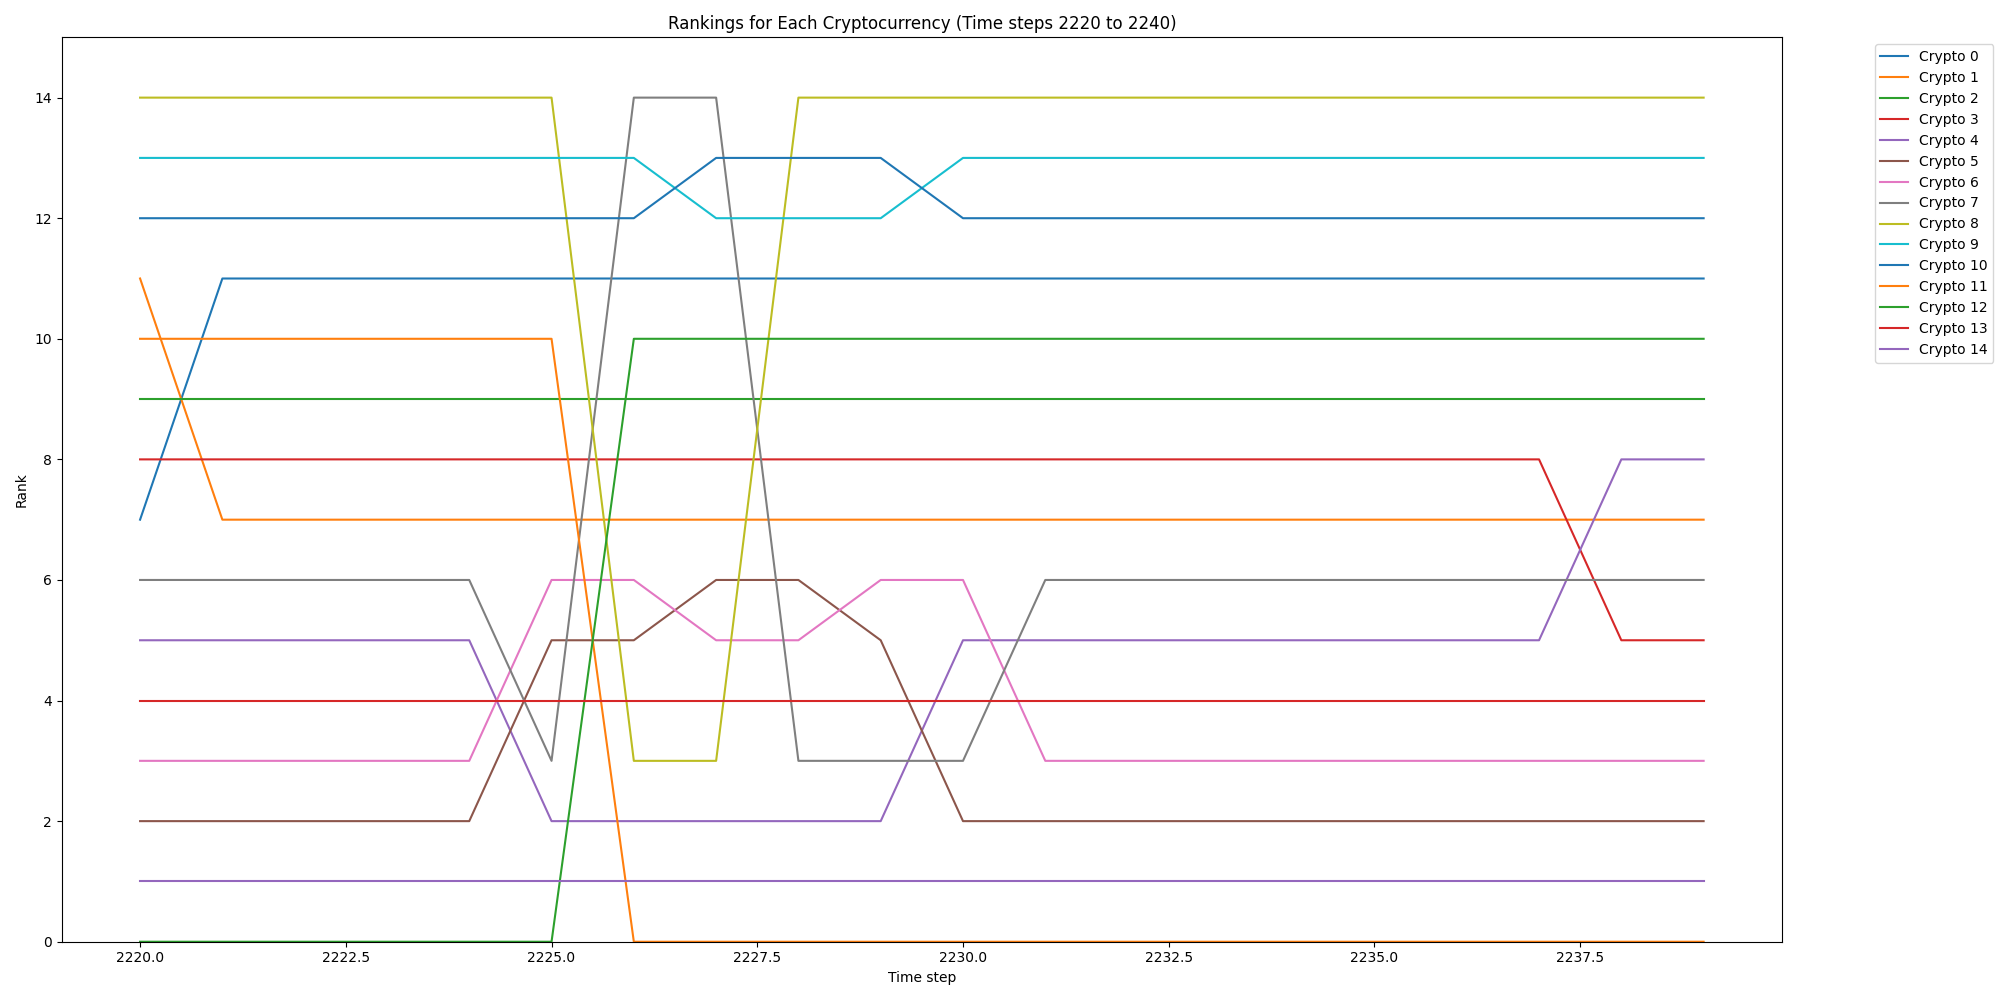 Rankings for Each Cryptocurrency (Time steps 2220 to 2240)
Rank
14
12
10
8
6
4
2
0
2220.0 2222.5 2225.0 2227.5 2230.0 2232.5 2235.0 2237.5
Time step
Crypto 0
Crypto 1
Crypto 2
Crypto 3
Crypto 4
Crypto 5
Crypto 6
Crypto 7
Crypto 8
Crypto 9
Crypto 10
Crypto 11
Crypto 12
Crypto 13
Crypto 14